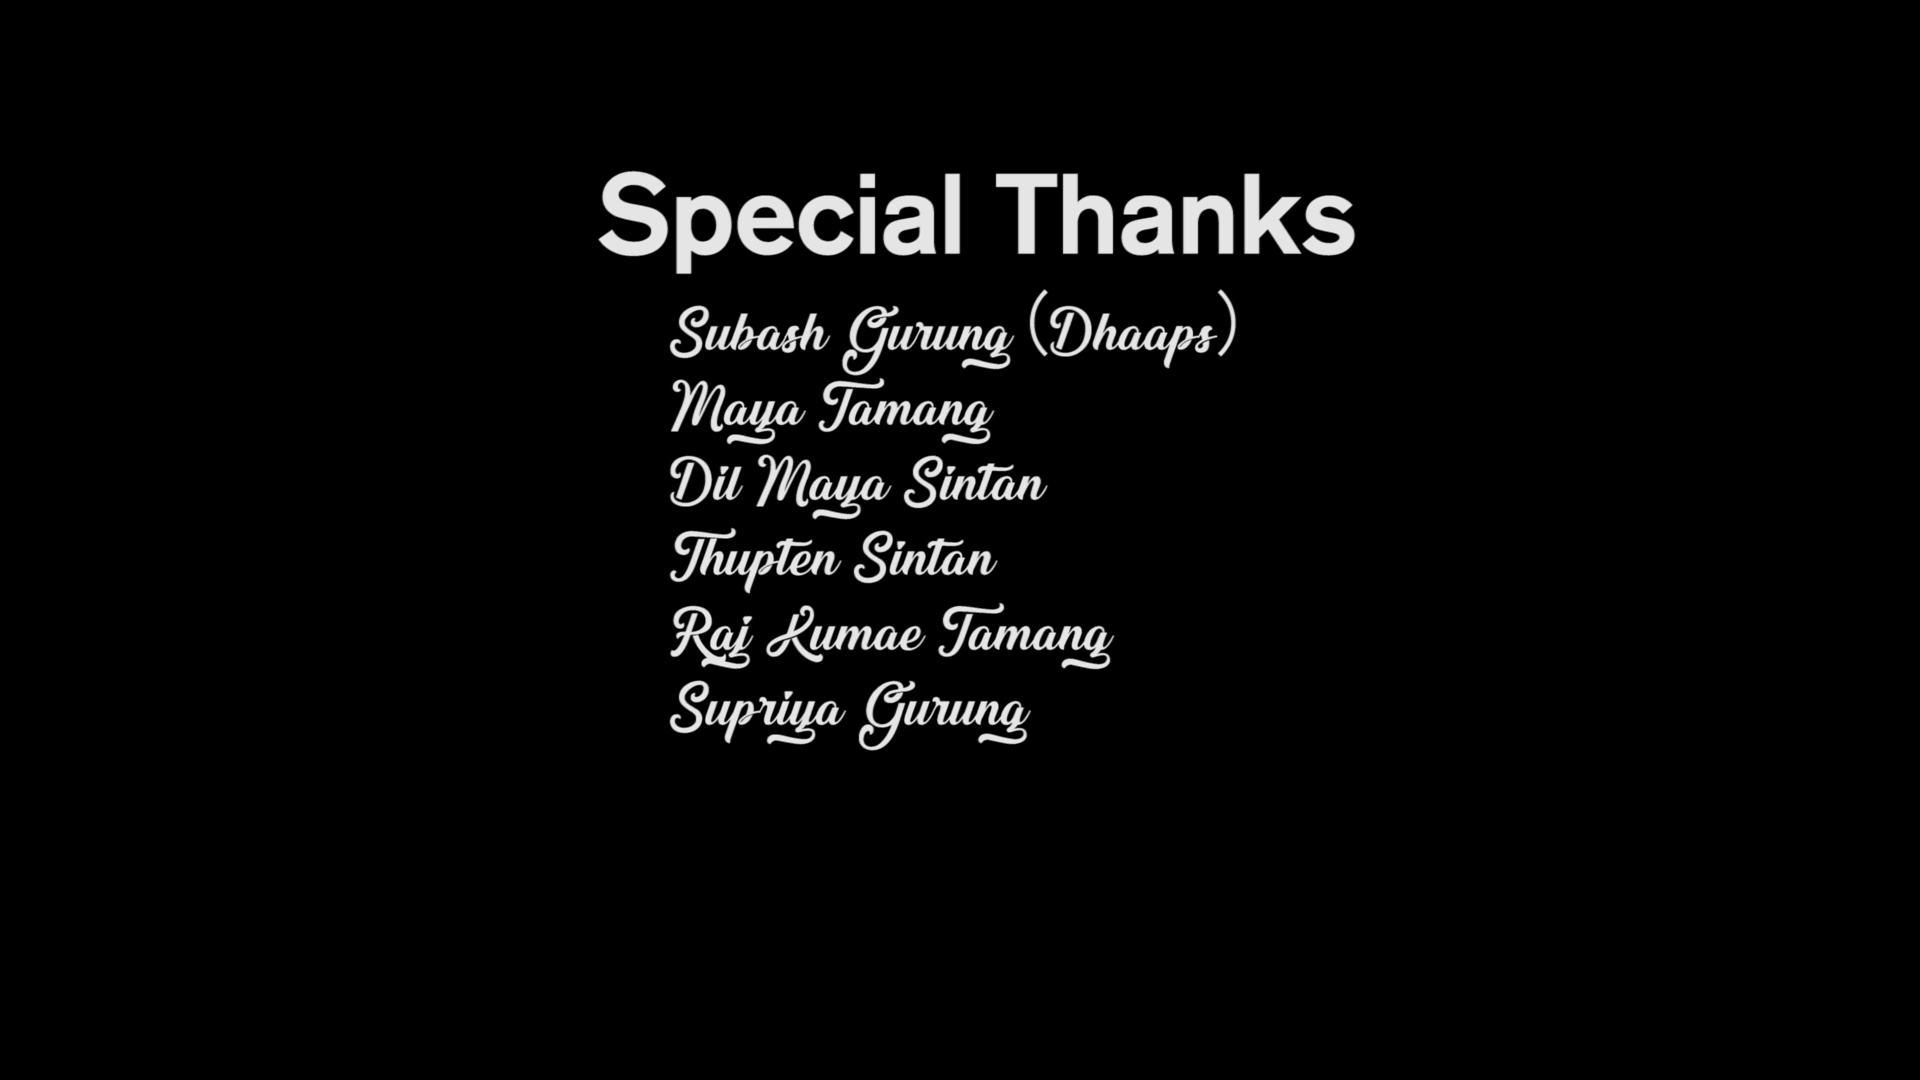 Special Thanks
Subash Gurung (Dhaaps)
Maya Tamang
Dil Maya Sintan
Thupten Sintan
Raj Kumae Tamang
Supriya Gurung